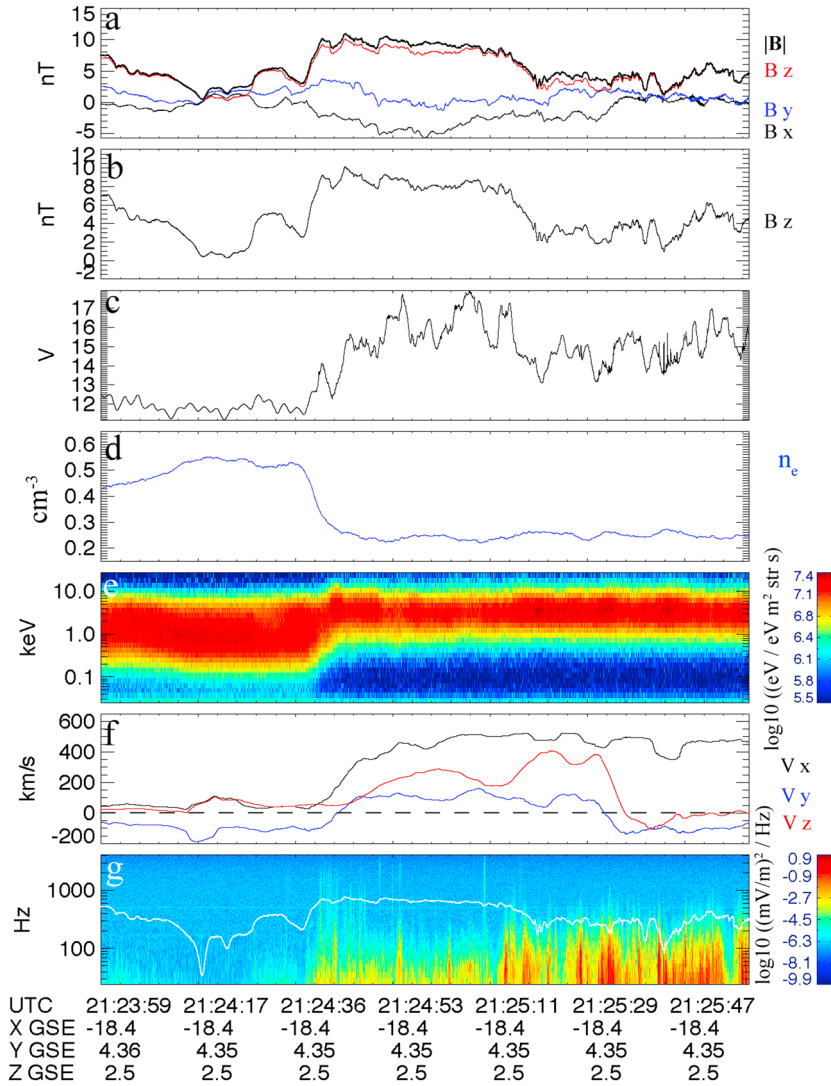 a
15
10
5
0
-5
nT
|B|
B z
B y
B x
b
12
10
8
6
4
2
0
-2
nT
B z
c
17
16
15
14
13
12
V
d
0.6
0.5
0.4
0.3
0.2
cm-3
ne
e
10.0
1.0
0.1
keV
7.4
7.1
6.8
6.4
6.1
5.8
5.5
log10 ((eV / eV m² str s)
f
600
400
200
0
-200
km/s
V x
V y
V z
g
1000
100
Hz
0.9
-0.9
-2.7
-4.5
-6.3
-8.1
-9.9
log10 ((mV/m)² / Hz)
UTC 21:23:59 21:24:17 21:24:36 21:24:53 21:25:11 21:25:29 21:25:47
X GSE -18.4 -18.4 -18.4 -18.4 -18.4 -18.4 -18.4
Y GSE 4.36 4.35 4.35 4.35 4.35 4.35 4.35
Z GSE 2.5 2.5 2.5 2.5 2.5 2.5 2.5